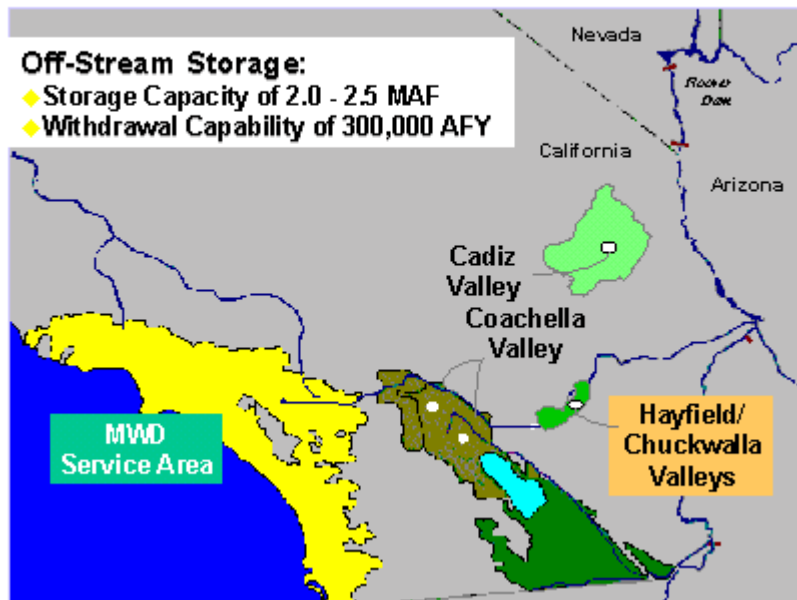 Off-Stream Storage:
Storage Capacity of 2.0 - 2.5 MAF
Withdrawal Capability of 300,000 AFY
Nevada
Hoover
Dam
California
Arizona
Cadiz
Valley
Coachella
Valley
MWD
Service Area
Hayfield/
Chuckwalla
Valleys